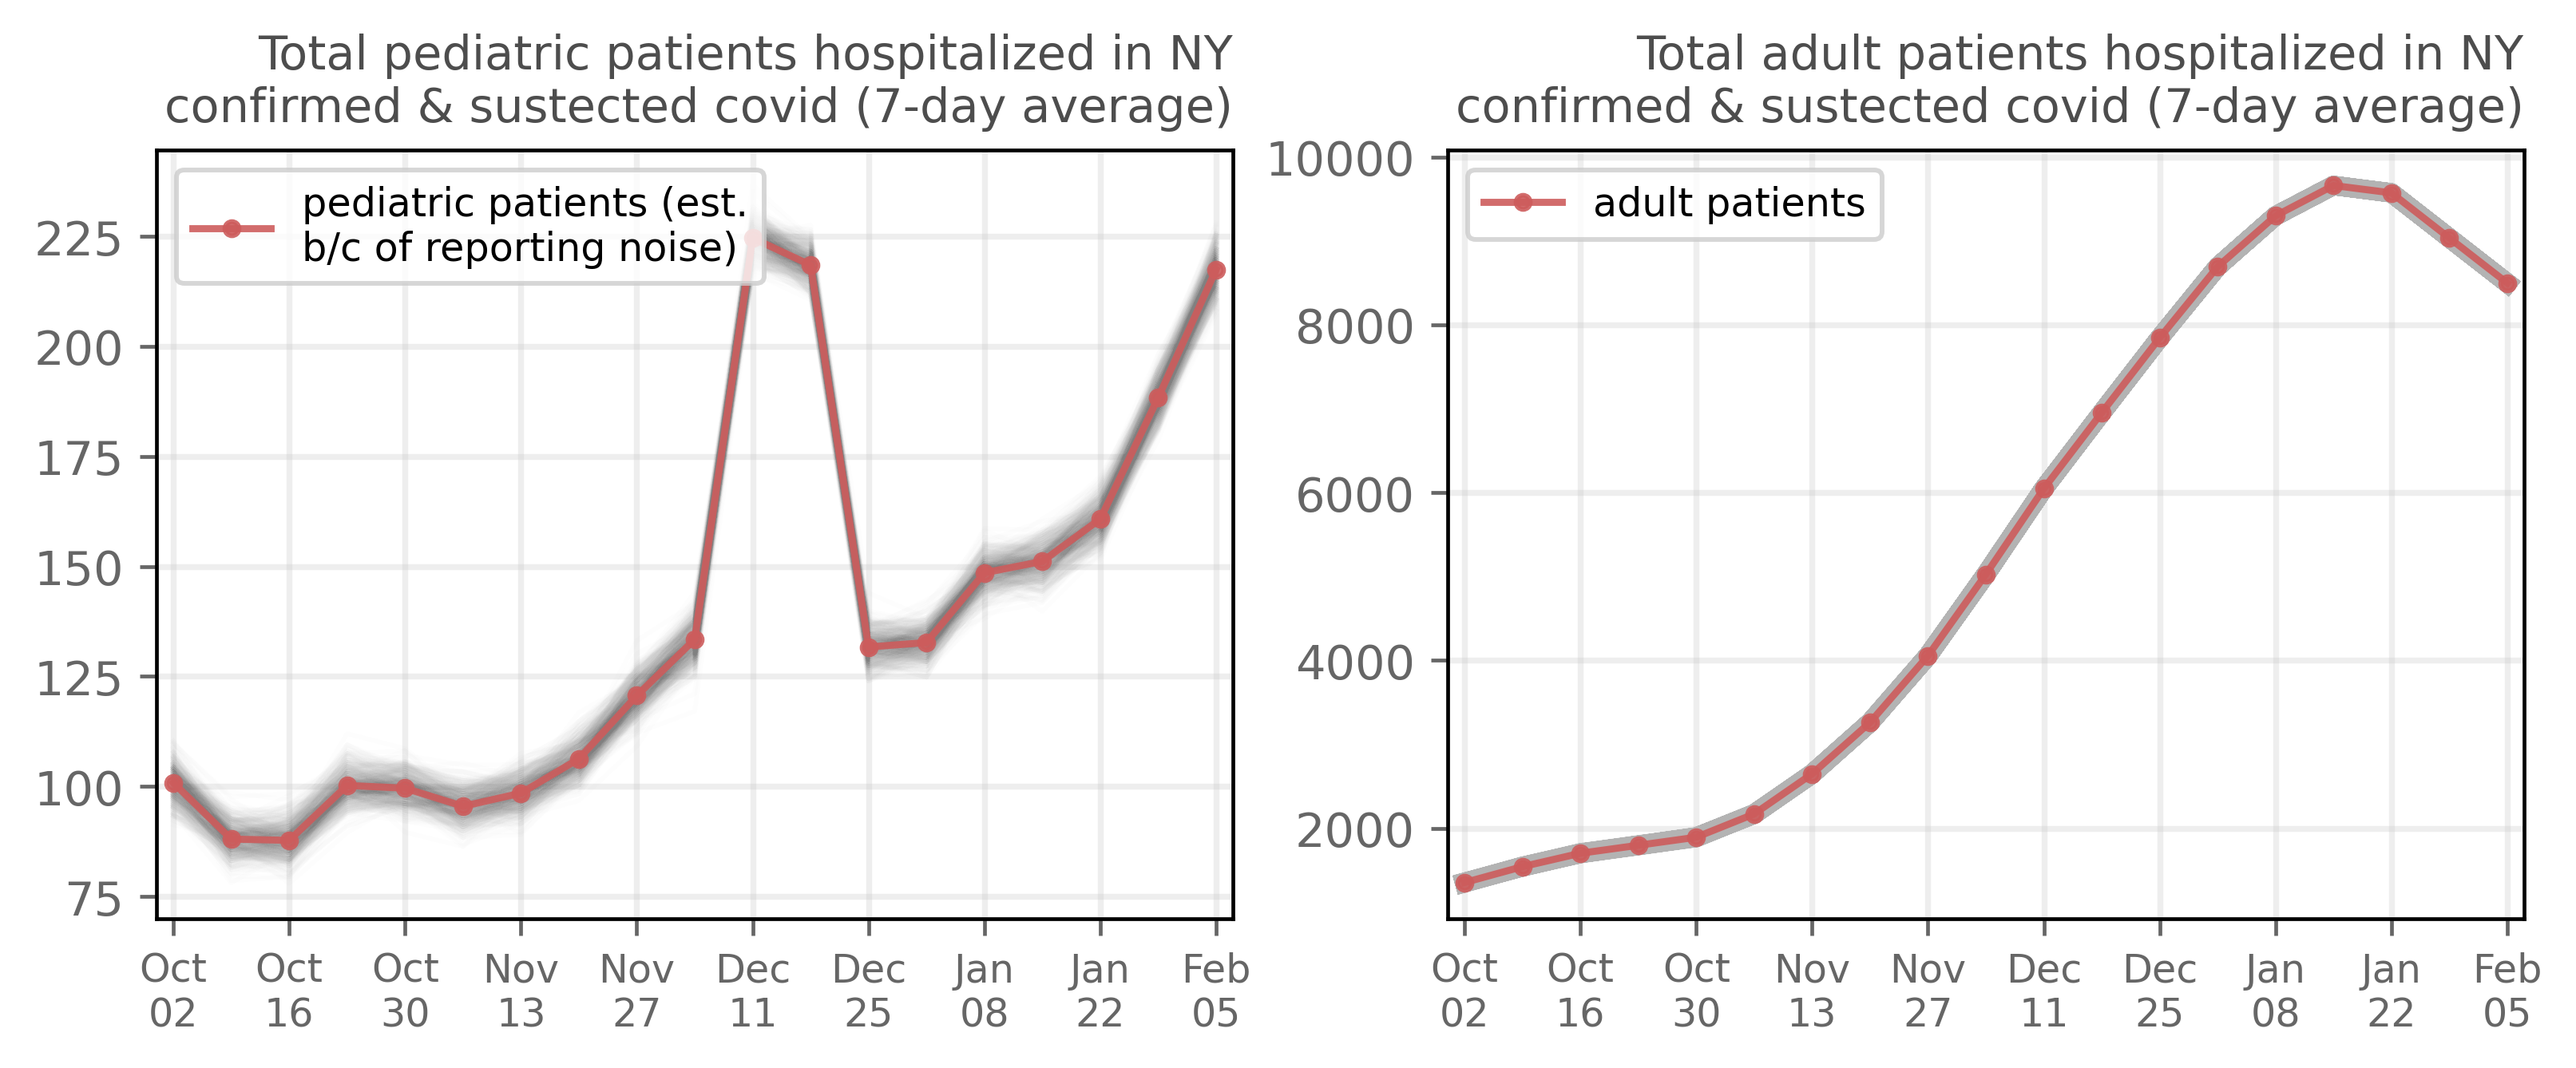 Total pediatric patients hospitalized in NY
confirmed & sustected covid (7-day average)
pediatric patients (est.
b/c of reporting noise)
225
200
175
150
125
100
75
Oct Oct Oct Nov Nov Dec Dec Jan Jan Feb
02 16 30 13 27 11 25 08 22 05
Total adult patients hospitalized in NY
confirmed & sustected covid (7-day average)
adult patients
10000
8000
6000
4000
2000
Oct Oct Oct Nov Nov Dec Dec Jan Jan Feb
02 16 30 13 27 11 25 08 22 05